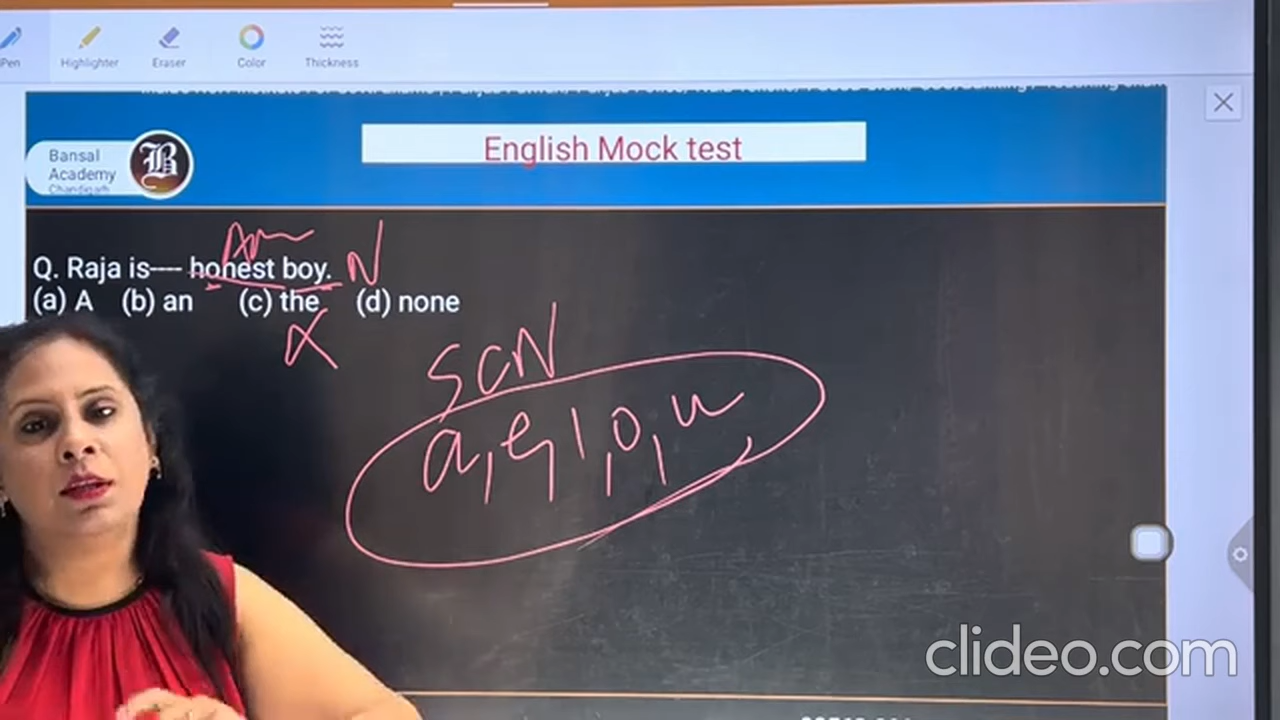 Pen Highlighter Eraser Color Thickness
Bansal
Academy
Chandigarh
B
English Mock test
Q. Raja is---- honest boy. N
(a) A (b) an (c) the (d) none
SCN
a, e, I, o, u
clideo.com